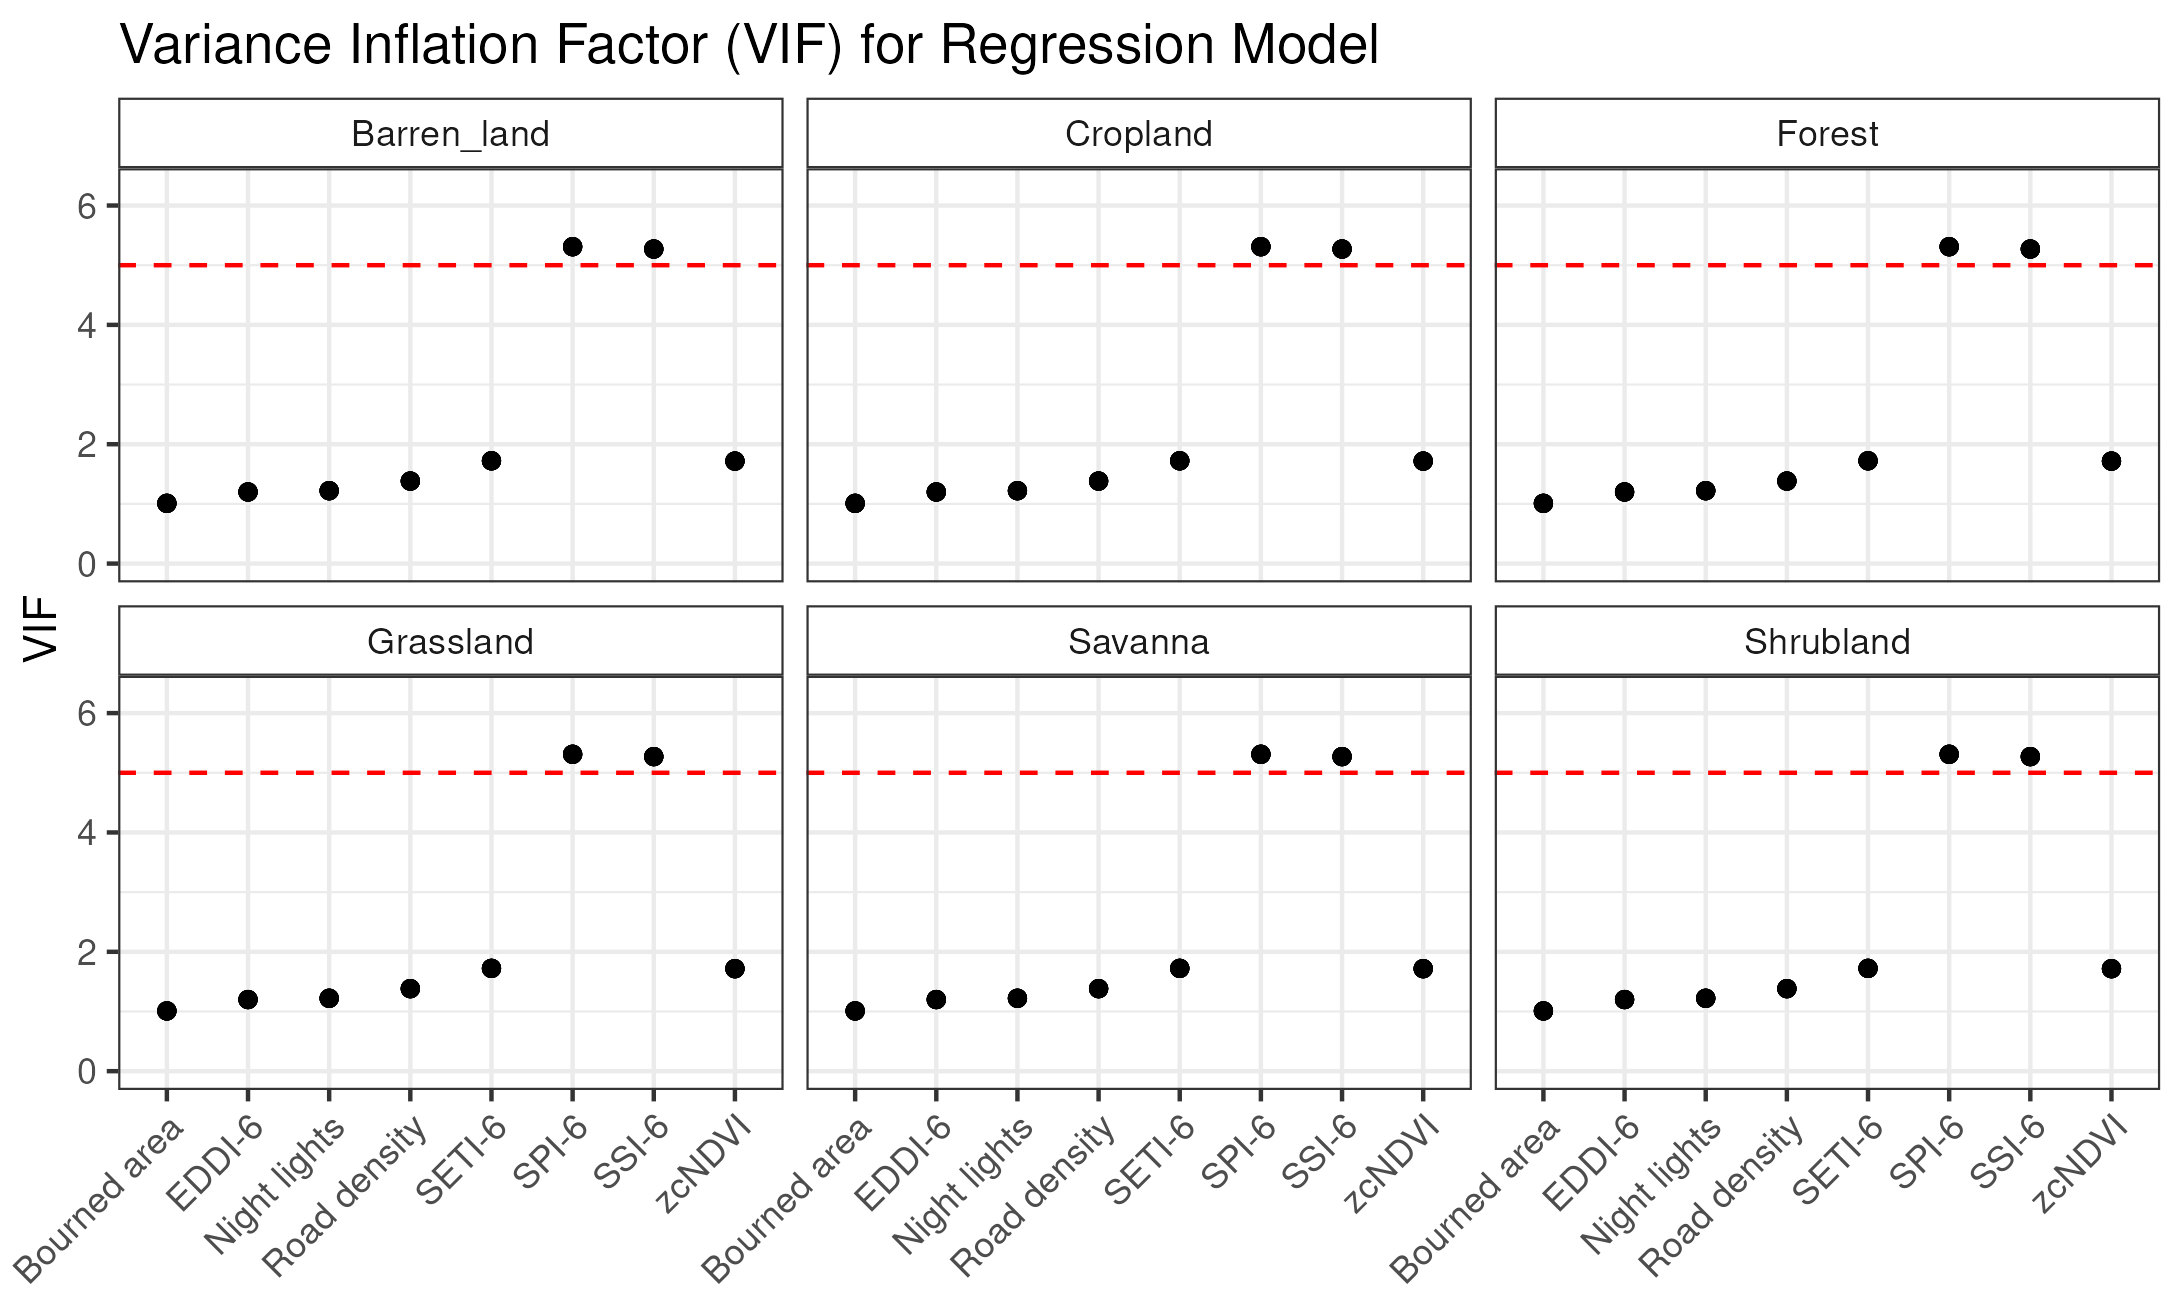 Variance Inflation Factor (VIF) for Regression Model
Barren_land
Cropland
Forest
6
4
2
0
VIF
Grassland
Savanna
Shrubland
6
4
2
0
Bourned area
EDDI-6
Night lights
Road density
SETI-6
SPI-6
SSI-6
zcNDVI
Bourned area
EDDI-6
Night lights
Road density
SETI-6
SPI-6
SSI-6
zcNDVI
Bourned area
EDDI-6
Night lights
Road density
SETI-6
SPI-6
SSI-6
zcNDVI